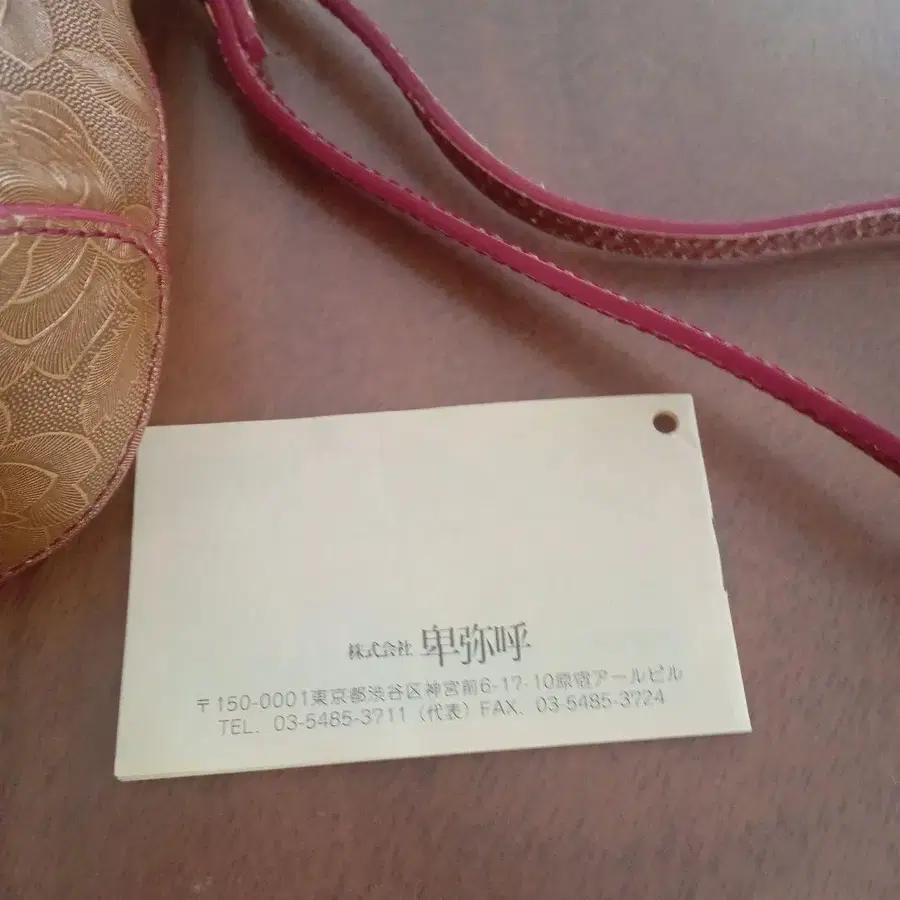 株式会社 卑弥呼
〒150-0001東京都渋谷区神宮前6-17-10原宿アールビル
TEL. 03-5485-3711（代表）FAX. 03-5485-3724